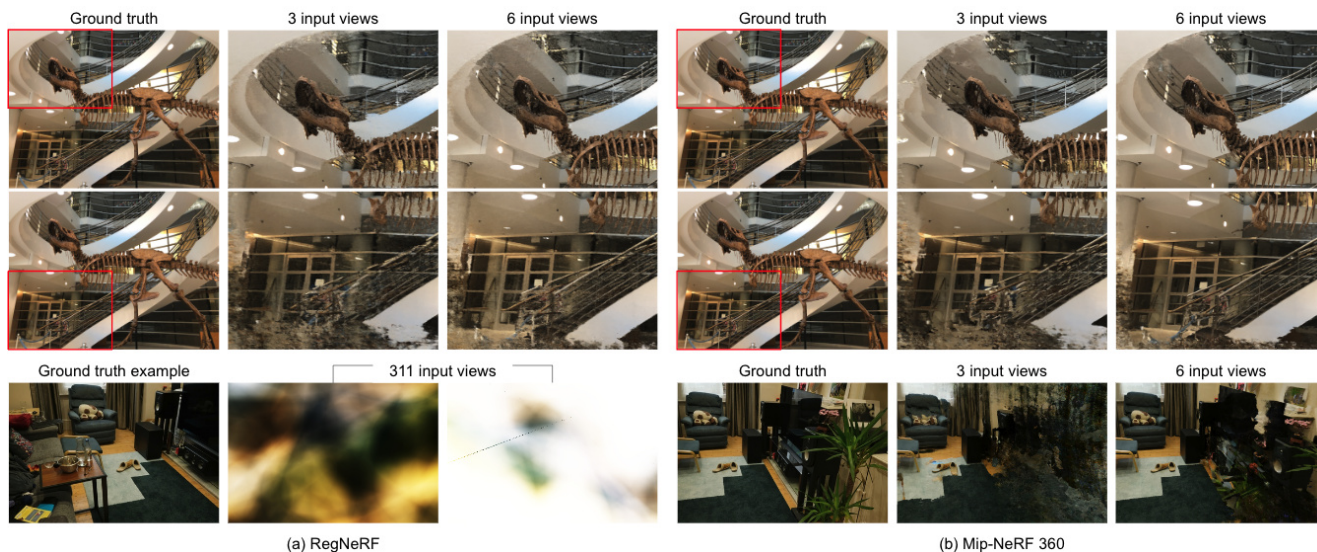 Ground truth 3 input views 6 input views Ground truth 3 input views 6 input views
Ground truth example 311 input views Ground truth 3 input views 6 input views
(a) RegNeRF (b) Mip-NeRF 360